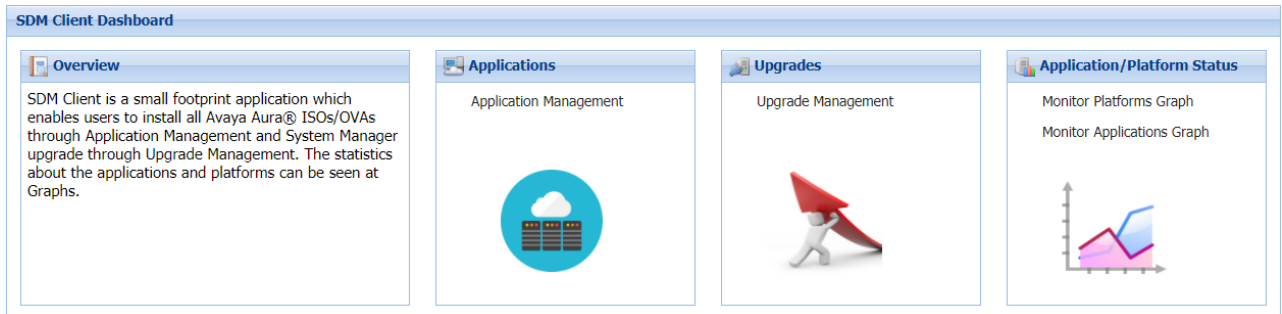 SDM Client Dashboard
Overview
SDM Client is a small footprint application which
enables users to install all Avaya Aura® ISOs/OVAs
through Application Management and System Manager
upgrade through Upgrade Management. The statistics
about the applications and platforms can be seen at
Graphs.
Applications
Application Management
Upgrades
Upgrade Management
Application/Platform Status
Monitor Platforms Graph
Monitor Applications Graph